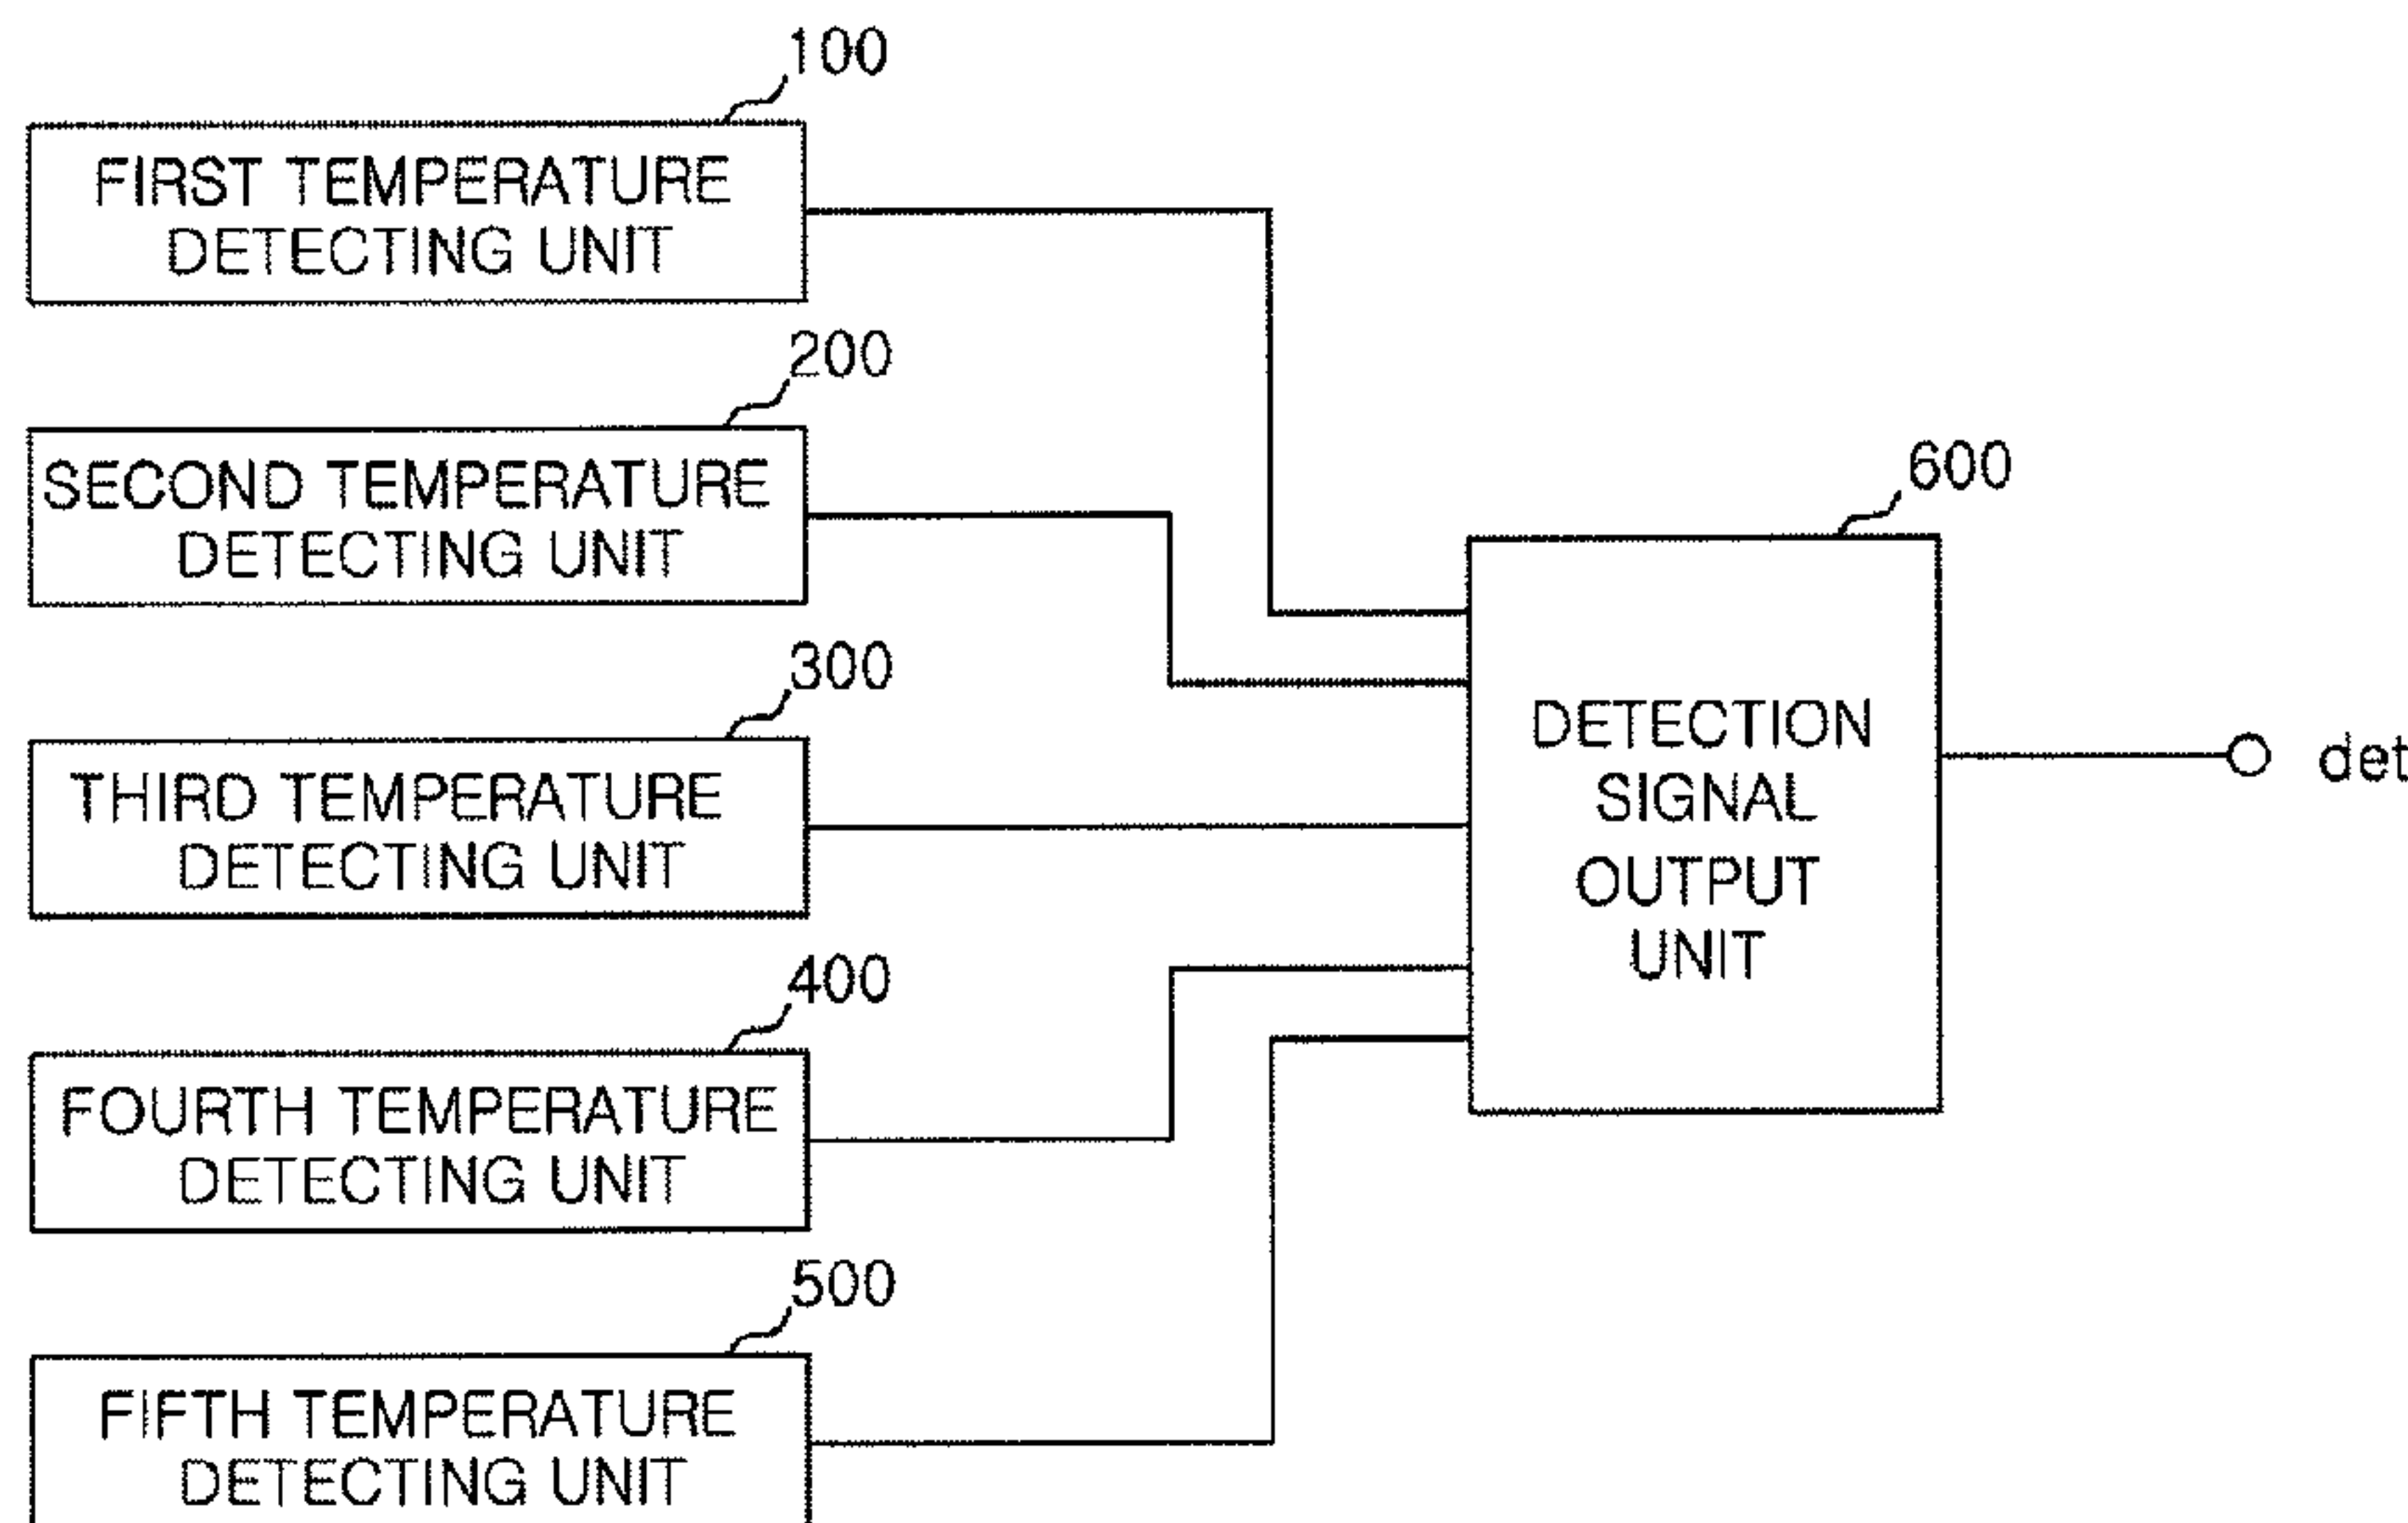 100
FIRST TEMPERATURE
DETECTING UNIT
200
SECOND TEMPERATURE
DETECTING UNIT
300
THIRD TEMPERATURE
DETECTING UNIT
400
FOURTH TEMPERATURE
DETECTING UNIT
500
FIFTH TEMPERATURE
DETECTING UNIT
600
DETECTION
SIGNAL
OUTPUT
UNIT
det